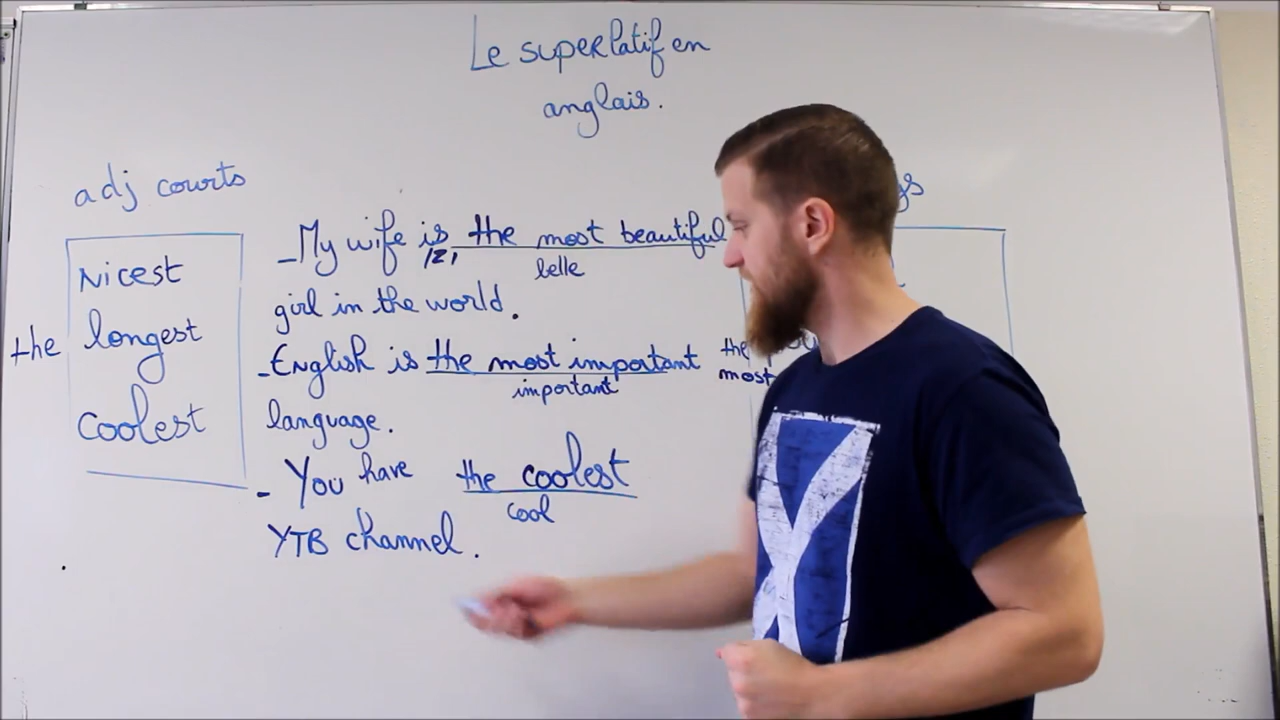 Le superlatif en
anglais.
adj courts
the
Nicest
longest
coolest
- My wife is the most beautiful
/z/
belle
girl in the world.
- English is the most important
important
language.
- You have the coolest
cool
YTB channel.
the
most